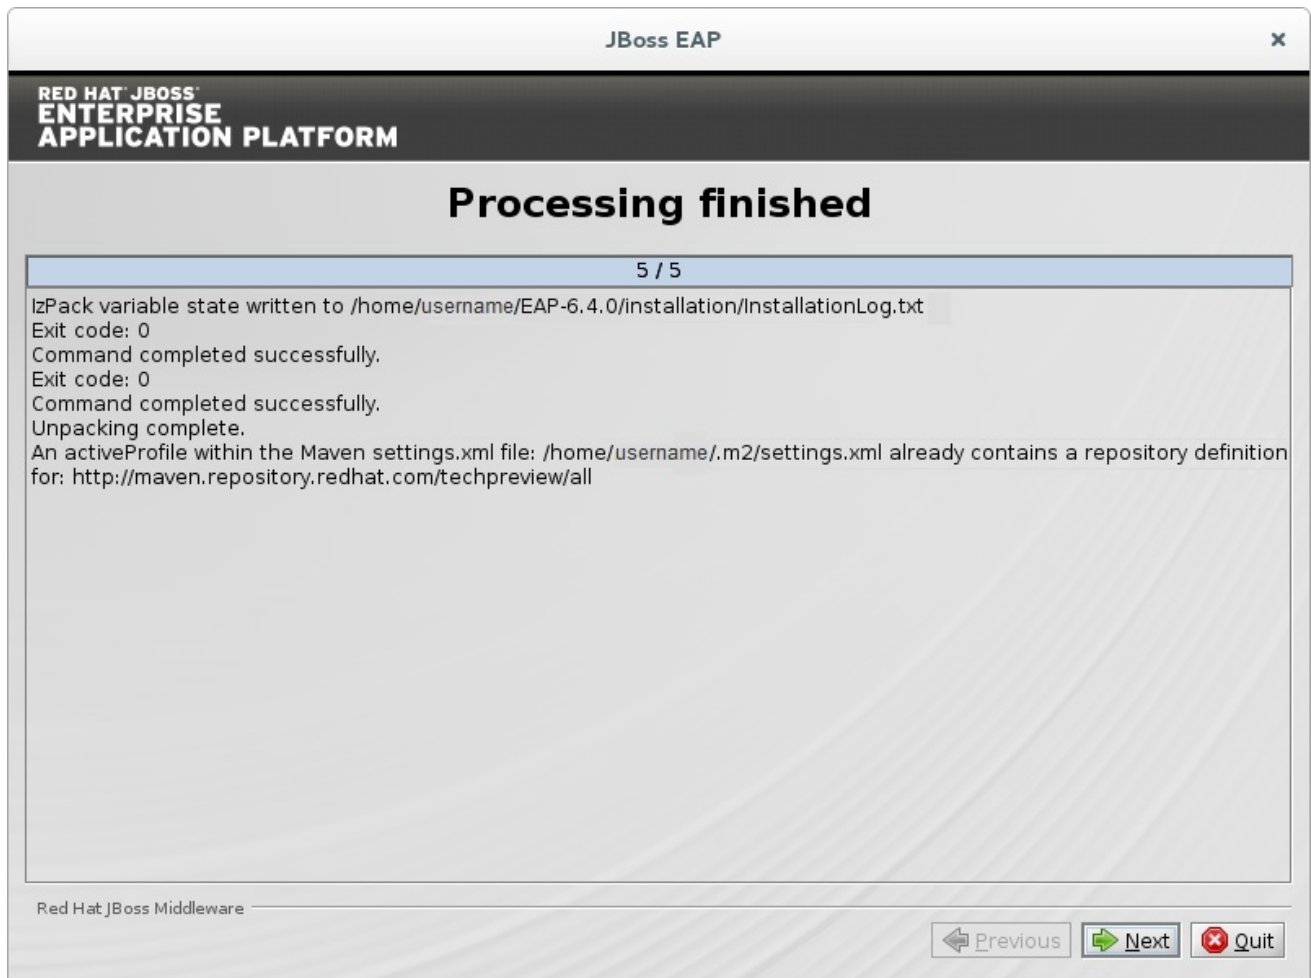 JBoss EAP
RED HAT JBOSS
ENTERPRISE
APPLICATION PLATFORM
Processing finished
5 / 5
IzPack variable state written to /home/username/EAP-6.4.0/installation/InstallationLog.txt
Exit code: 0
Command completed successfully.
Exit code: 0
Command completed successfully.
Unpacking complete.
An activeProfile within the Maven settings.xml file: /home/username/.m2/settings.xml already contains a repository definition
for: http://maven.repository.redhat.com/techpreview/all
Red Hat JBoss Middleware
Previous Next Quit